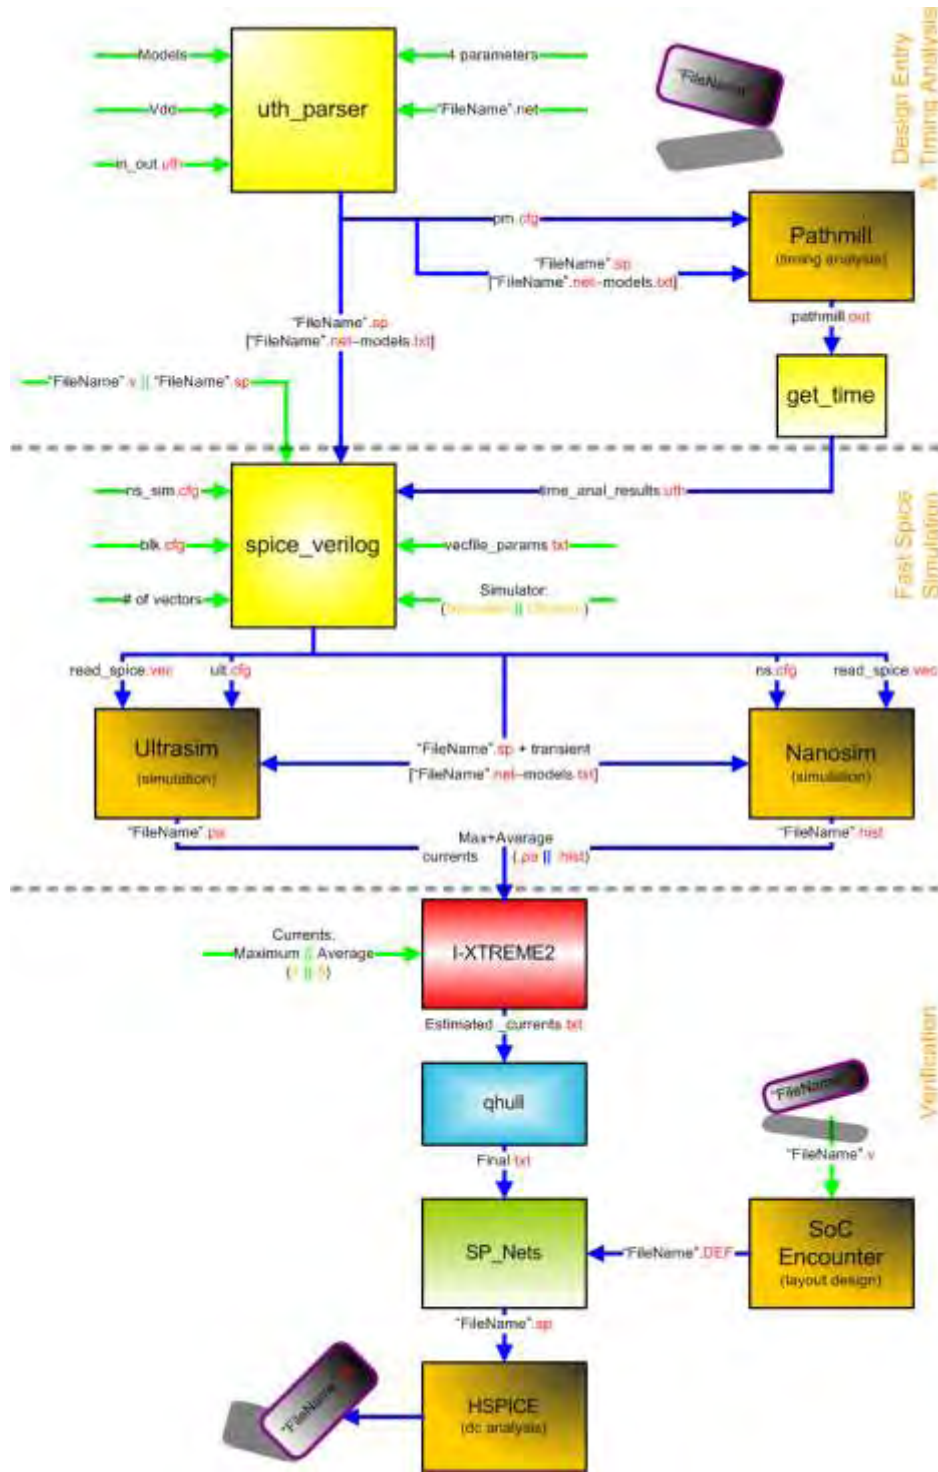 Models
4 parameters
"FileName"
Vdd
uth_parser
"FileName".net
in_out.uth
Design Entry
& Timing Analysis
pm.cfg
Pathmill
(timing analysis)
"FileName".sp
["FileName".net--models.txt]
"FileName".sp
["FileName".net--models.txt]
pathmill.out
"FileName".v || "FileName".sp
get_time
ns_sim.cfg
time_anal_results.uth
blk.cfg
spice_verilog
vecfile_params.txt
# of vectors
Simulator:
Fast Spice
Simulation
read_spice.vec
ult.cfg
ns.cfg
read_spice.vec
Ultrasim
(simulation)
"FileName".sp + transient
["FileName".net--models.txt]
Nanosim
(simulation)
"FileName".pa
Max+Average
currents (.pa || .hist)
"FileName".hist
Currents:
Maximum || Average
I-XTREME2
Estimated _currents.txt
Verification
qhull
"FileName"
Final.txt
"FileName".v
SP_Nets
"FileName".DEF
SoC
Encounter
(layout design)
"FileName".sp
"FileName"
HSPICE
(dc analysis)